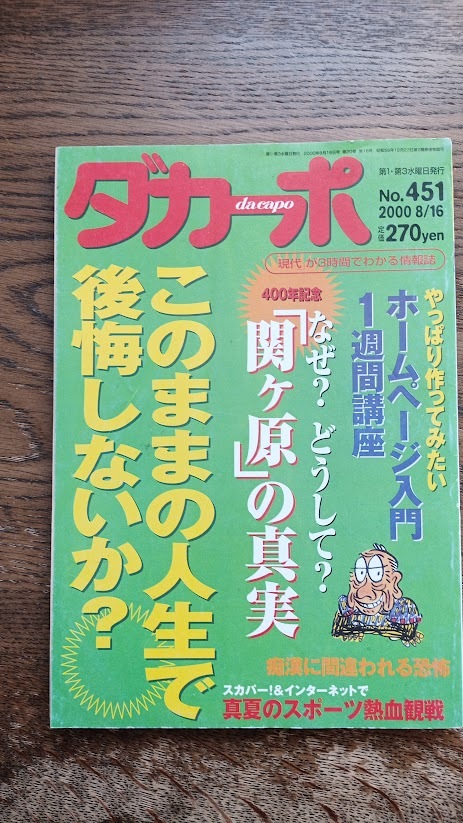 第1・第3水曜日発行
ダカーポ
da capo
No.451
2000 8/16
定価270yen
「現代」が3時間でわかる情報誌
やっぱり作ってみたい
ホームページ入門
1週間講座
400年記念
なぜ? どうして?
「関ヶ原」の真実
このままの人生で
後悔しないか?
痴漢に間違われる恐怖
スカパー!&インターネットで
真夏のスポーツ熱血観戦